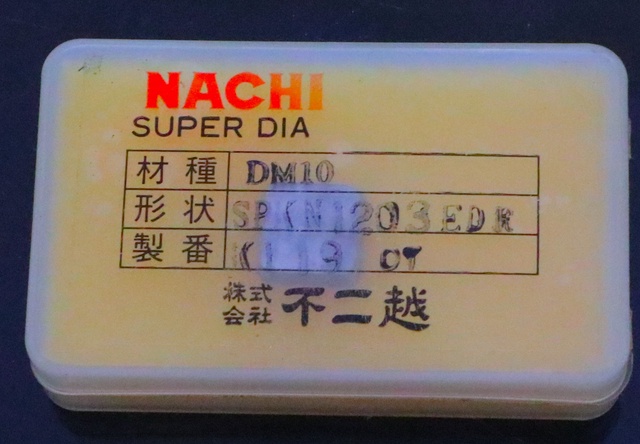 NACHI
SUPER DIA
材種 DM10
形状 SPKN1203EDR
製番
株式会社 不二越